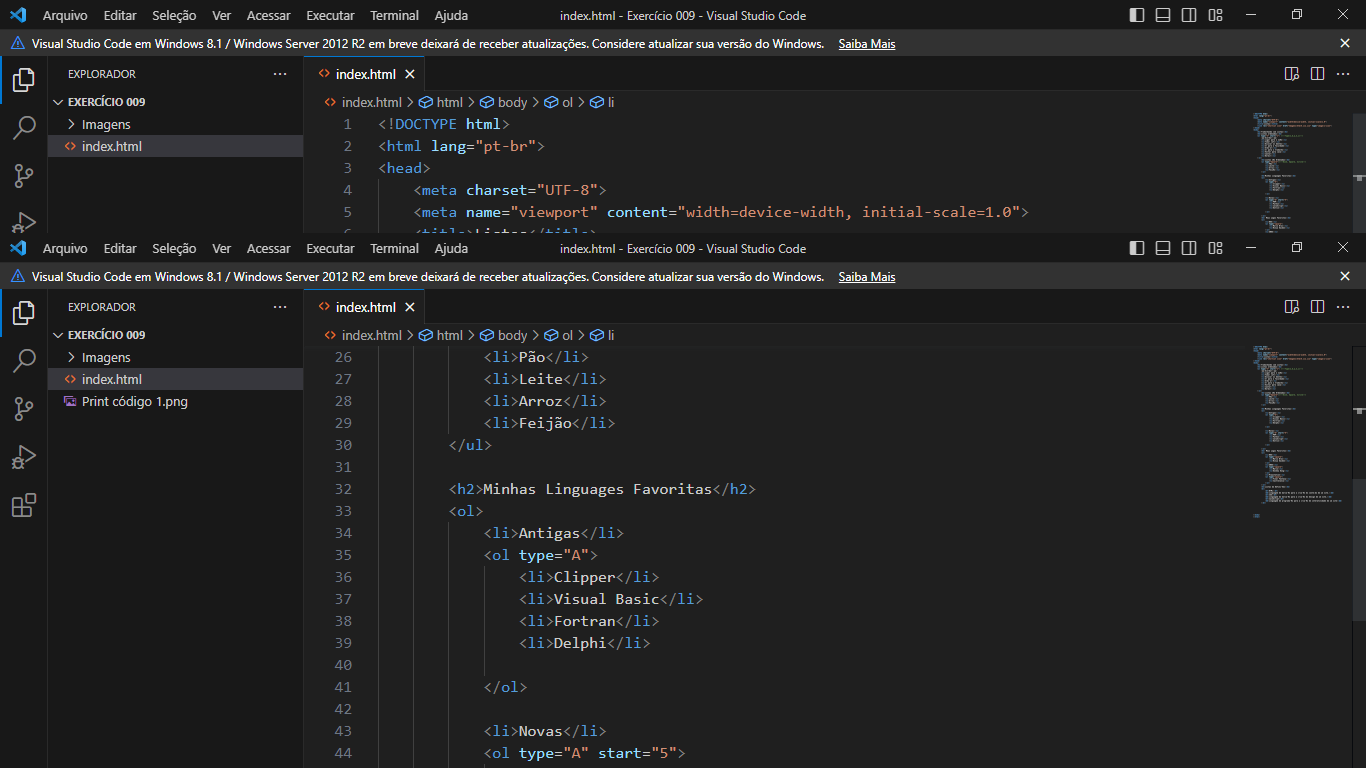 Arquivo Editar Seleção Ver Acessar Executar Terminal Ajuda index.html - Exercício 009 - Visual Studio Code
Visual Studio Code em Windows 8.1 / Windows Server 2012 R2 em breve deixará de receber atualizações. Considere atualizar sua versão do Windows. Saiba Mais
EXPLORADOR
EXERCÍCIO 009
Imagens
index.html
index.html
index.html > html > body > ol > li
1 <!DOCTYPE html>
2 <html lang="pt-br">
3 <head>
4 <meta charset="UTF-8">
5 <meta name="viewport" content="width=device-width, initial-scale=1.0">
6 <title>Listas</title>
Arquivo Editar Seleção Ver Acessar Executar Terminal Ajuda index.html - Exercício 009 - Visual Studio Code
Visual Studio Code em Windows 8.1 / Windows Server 2012 R2 em breve deixará de receber atualizações. Considere atualizar sua versão do Windows. Saiba Mais
EXPLORADOR
EXERCÍCIO 009
Imagens
index.html
Print código 1.png
index.html
index.html > html > body > ol > li
26 <li>Pão</li>
27 <li>Leite</li>
28 <li>Arroz</li>
29 <li>Feijão</li>
30 </ul>
31
32 <h2>Minhas Linguages Favoritas</h2>
33 <ol>
34 <li>Antigas</li>
35 <ol type="A">
36 <li>Clipper</li>
37 <li>Visual Basic</li>
38 <li>Fortran</li>
39 <li>Delphi</li>
40
41 </ol>
42
43 <li>Novas</li>
44 <ol type="A" start="5">